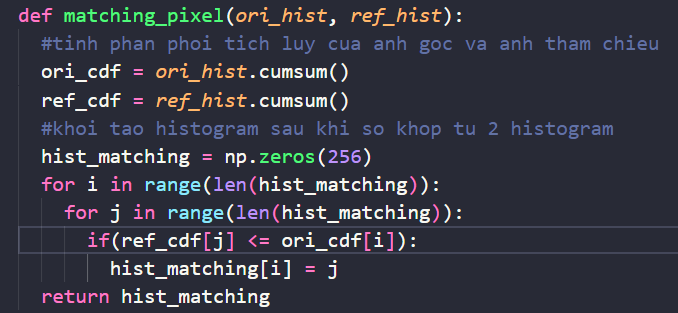 def matching_pixel(ori_hist, ref_hist):
  #tinh phan phoi tich luy cua anh goc va anh tham chieu
  ori_cdf = ori_hist.cumsum()
  ref_cdf = ref_hist.cumsum()
  #khoi tao histogram sau khi so khop tu 2 histogram
  hist_matching = np.zeros(256)
  for i in range(len(hist_matching)):
    for j in range(len(hist_matching)):
      if(ref_cdf[j] <= ori_cdf[i]):
        hist_matching[i] = j
  return hist_matching